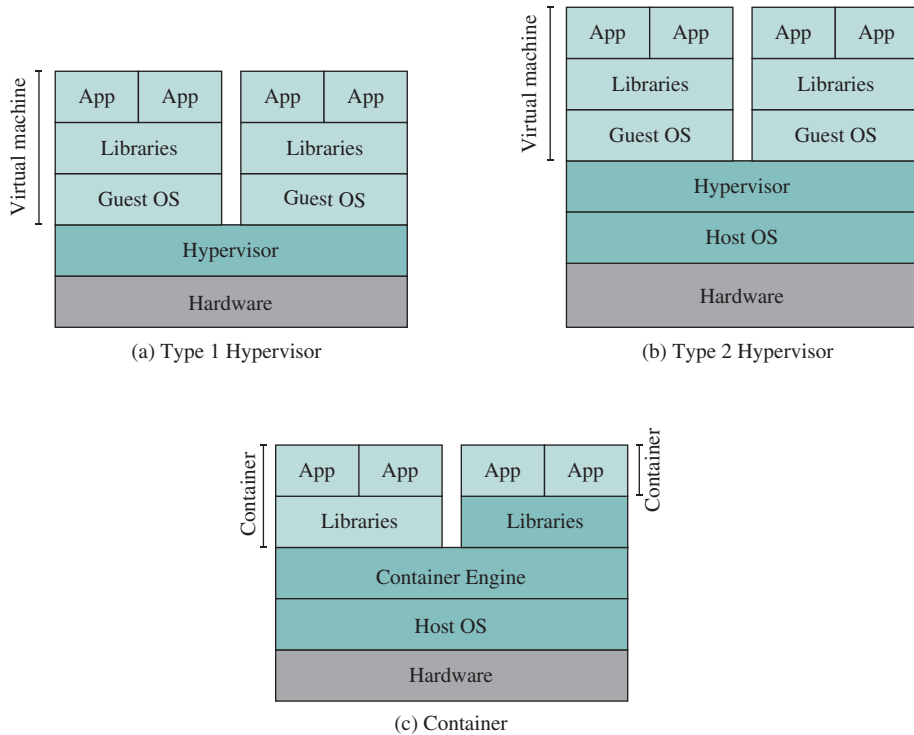 Virtual machine
App App App App
Libraries Libraries
Guest OS Guest OS
Hypervisor
Hardware
(a) Type 1 Hypervisor
Virtual machine
App App App App
Libraries Libraries
Guest OS Guest OS
Hypervisor
Host OS
Hardware
(b) Type 2 Hypervisor
Container
App App App App
Container
Libraries Libraries
Container Engine
Host OS
Hardware
(c) Container